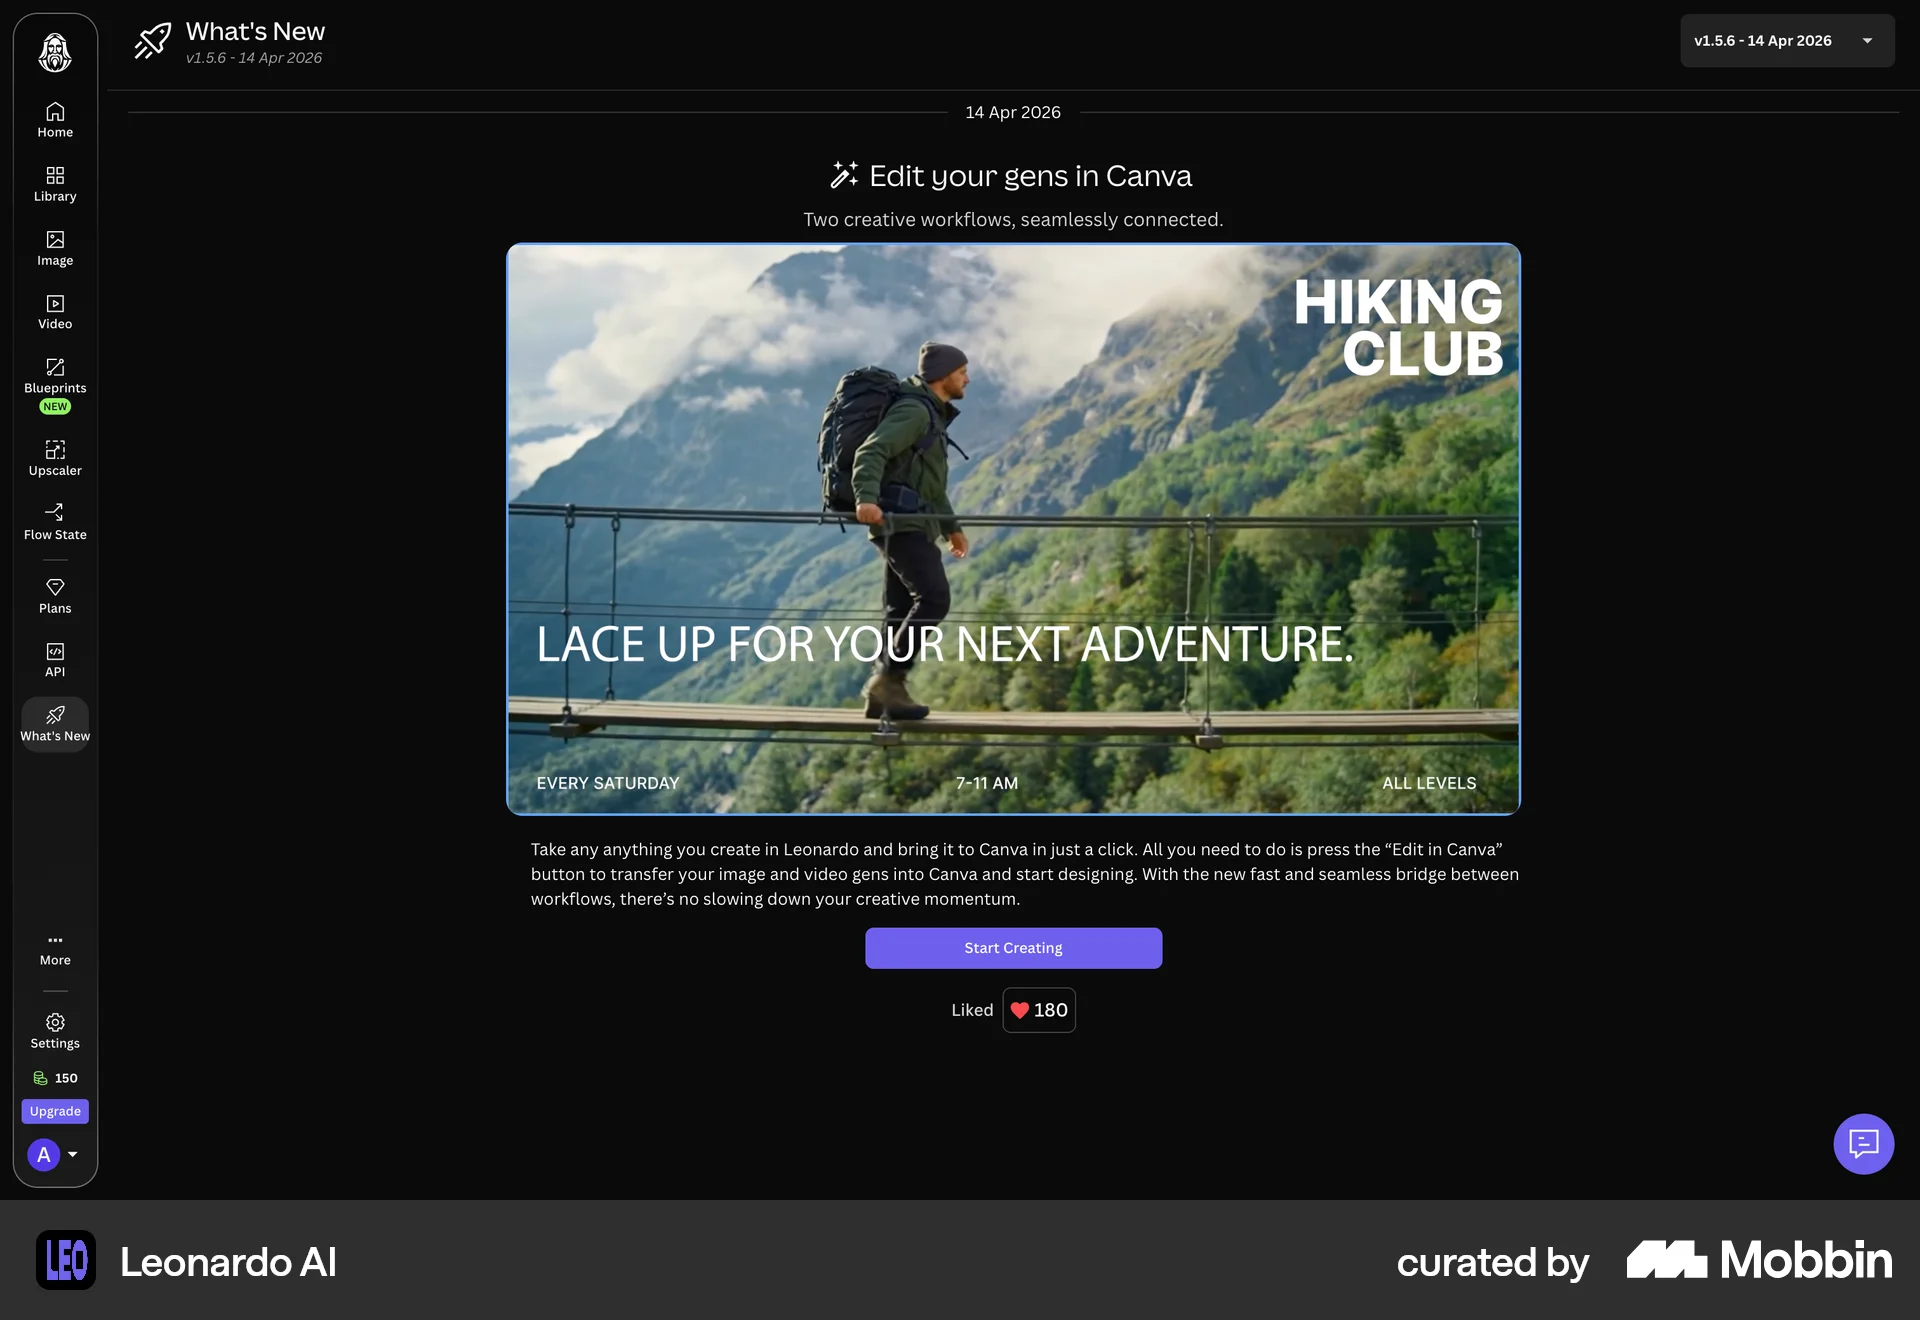 What's New
v1.5.6 - 14 Apr 2026
v1.5.6 - 14 Apr 2026
Home
Library
Image
Video
Blueprints
NEW
Upscaler
Flow State
Plans
API
What's New
More
Settings
150
Upgrade
A
14 Apr 2026
Edit your gens in Canva
Two creative workflows, seamlessly connected.
HIKING
CLUB
LACE UP FOR YOUR NEXT ADVENTURE.
EVERY SATURDAY
7-11 AM
ALL LEVELS
Take any anything you create in Leonardo and bring it to Canva in just a click. All you need to do is press the “Edit in Canva”
button to transfer your image and video gens into Canva and start designing. With the new fast and seamless bridge between
workflows, there’s no slowing down your creative momentum.
Start Creating
Liked
180
LEO
Leonardo AI
curated by
Mobbin